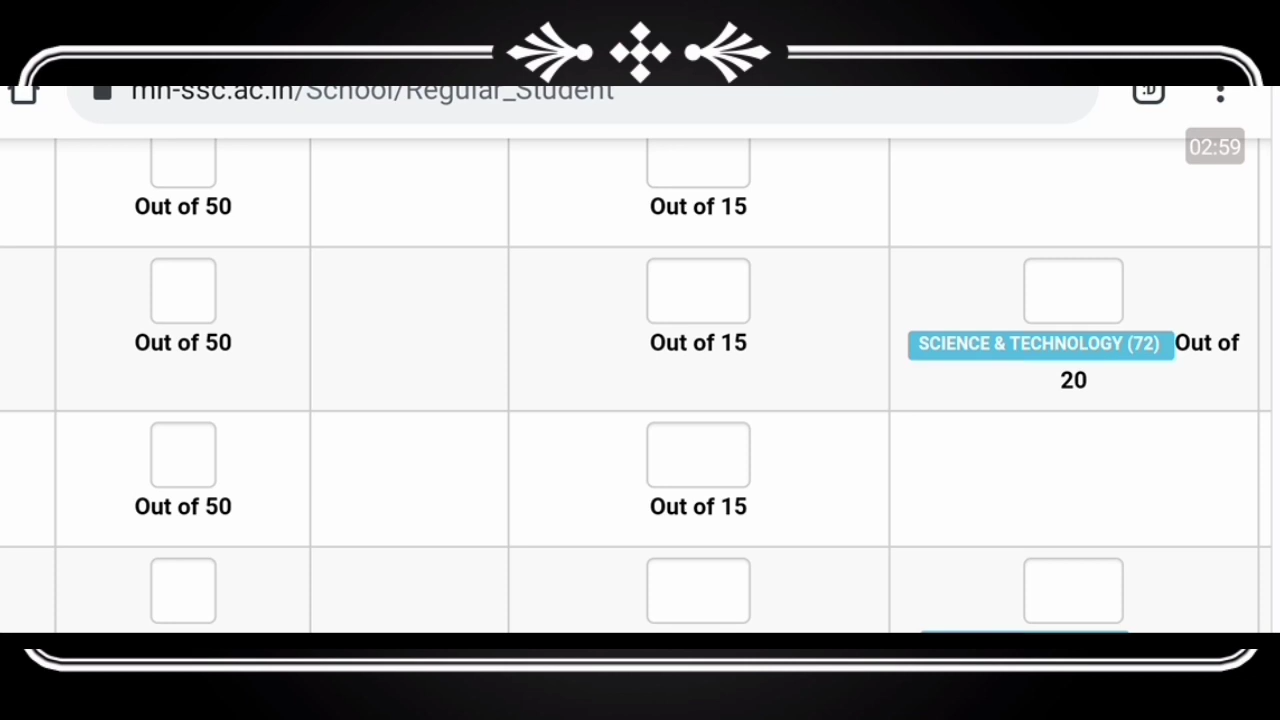 mh-ssc.ac.in/School/Regular_Student
:D
02:59
Out of 50
Out of 15
Out of 50
Out of 15
SCIENCE & TECHNOLOGY (72) Out of
20
Out of 50
Out of 15